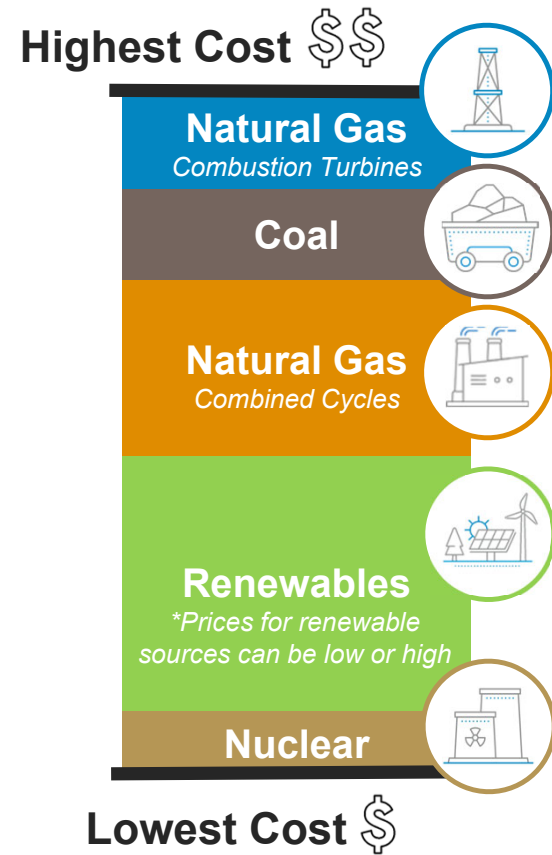 Highest Cost $$
Natural Gas
Combustion Turbines
Coal
Natural Gas
Combined Cycles
Renewables
*Prices for renewable
sources can be low or high
Nuclear
Lowest Cost $